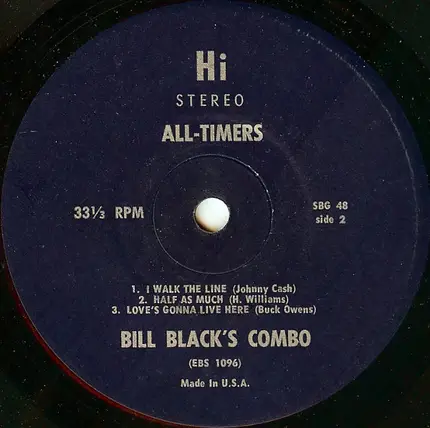 Hi
STEREO
ALL-TIMERS
33⅓ RPM
SBG 48
side 2
1. I WALK THE LINE (Johnny Cash)
2. HALF AS MUCH (H. Williams)
3. LOVE'S GONNA LIVE HERE (Buck Owens)
BILL BLACK'S COMBO
(EBS 1096)
Made in U.S.A.